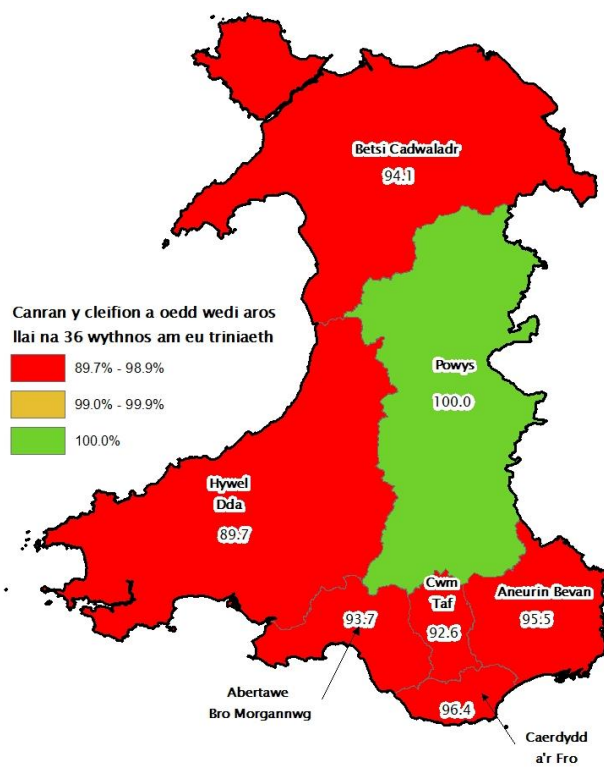 Betsi Cadwaladr
94.1
Canran y cleifion a oedd wedi aros
llai na 36 wythnos am eu triniaeth
89.7% - 98.9%
99.0% - 99.9%
100.0%
Powys
100.0
Hywel
Dda
89.7
Cwm
Taf
92.6
Aneurin Bevan
95.5
93.7
Abertawe
Bro Morgannwg
96.4
Caerdydd
a'r Fro